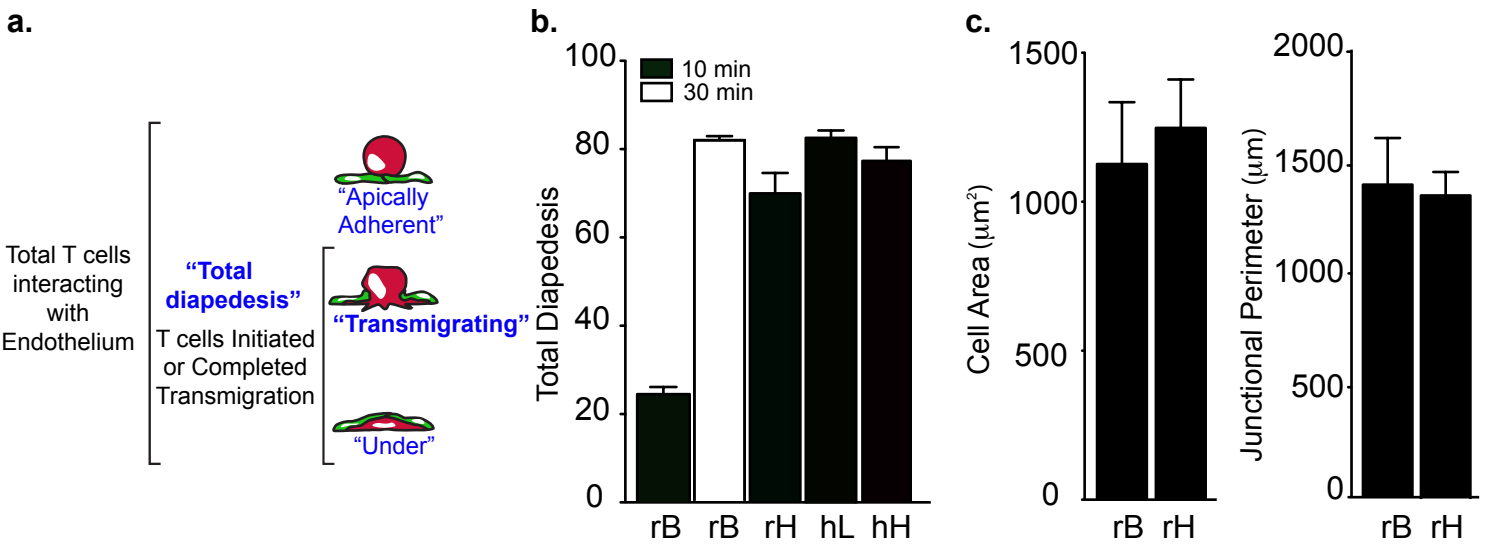 a.
Total T cells
interacting
with
Endothelium
“Total
diapedesis”
T cells Initiated
or Completed
Transmigration
“Apically
Adherent”
“Transmigrating”
“Under”
b.
Total Diapedesis
100
80
60
40
20
0
10 min
30 min
rB rB rH hL hH
c.
Cell Area (μm²)
1500
1000
500
0
rB rH
Junctional Perimeter (μm)
2000
1500
1000
500
0
rB rH